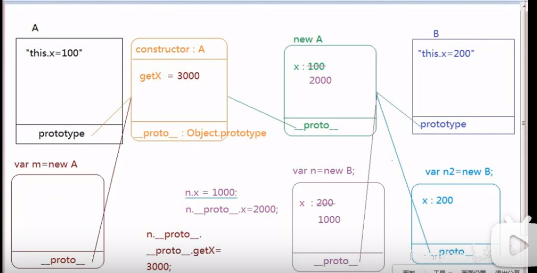 A
"this.x=100"
prototype
constructor : A
getX = 3000
__proto__ : Object.prototype
new A
x : 100
2000
__proto__
B
"this.x=200"
prototype
var m=new A
__proto__
n.x = 1000;
n.__proto__.x=2000;
n.__proto__.
__proto__.getX=
3000;
var n=new B;
x : 200
1000
__proto__
var n2=new B;
x : 200
__proto__